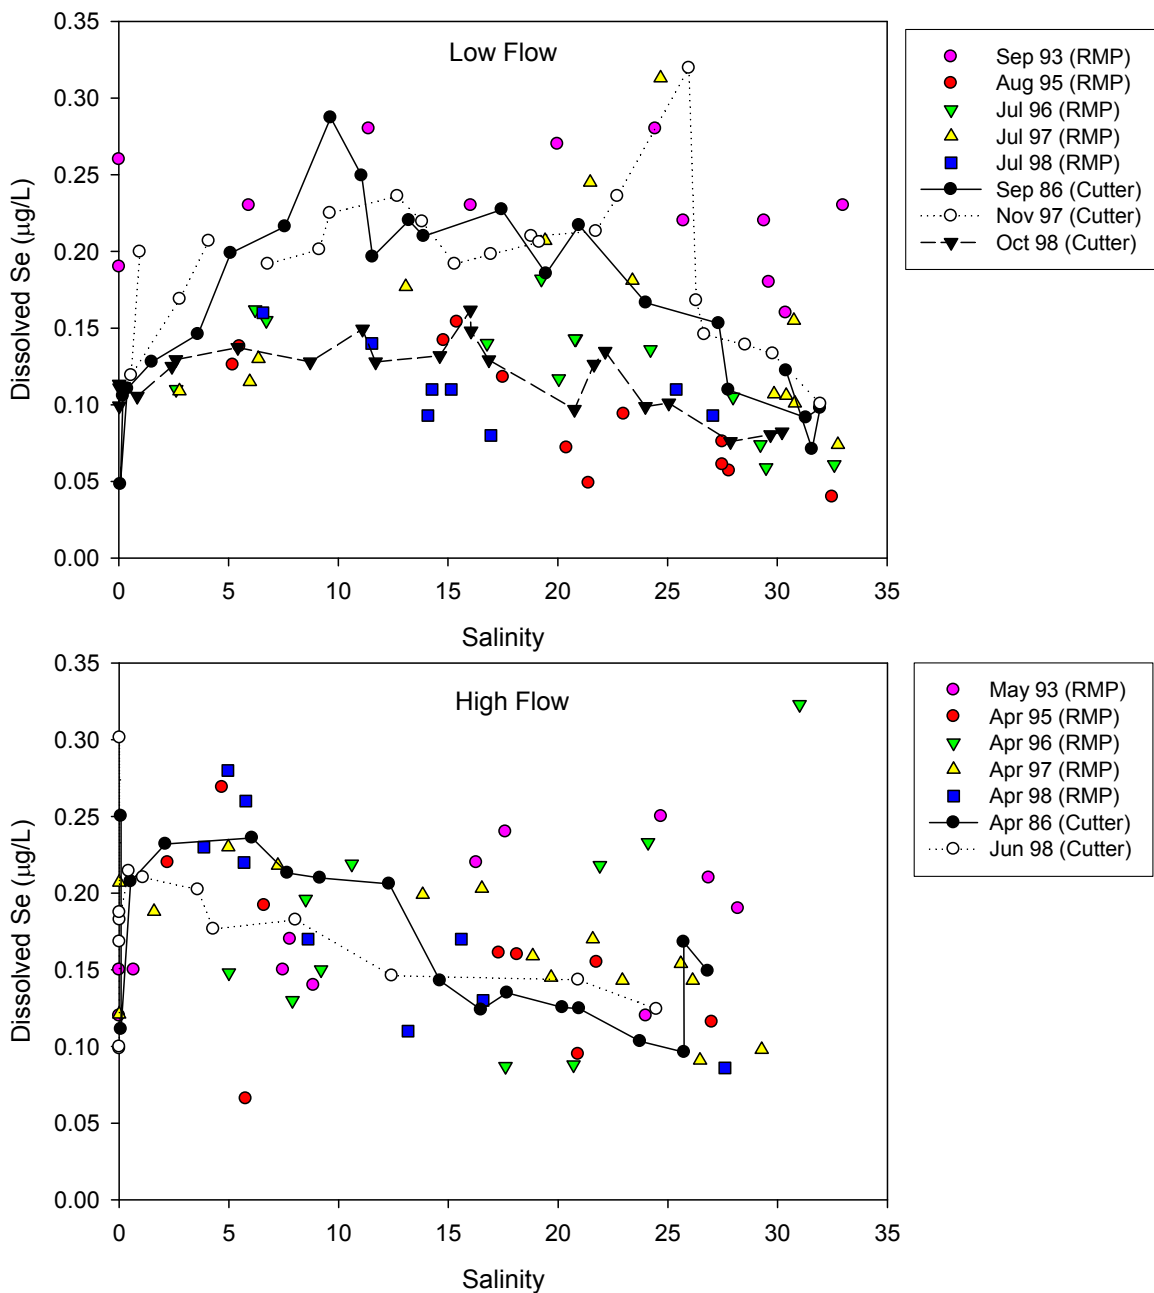 Low Flow
Dissolved Se (μg/L)
0.35
0.30
0.25
0.20
0.15
0.10
0.05
0.00
0 5 10 15 20 25 30 35
Salinity
Sep 93 (RMP)
Aug 95 (RMP)
Jul 96 (RMP)
Jul 97 (RMP)
Jul 98 (RMP)
Sep 86 (Cutter)
Nov 97 (Cutter)
Oct 98 (Cutter)
High Flow
Dissolved Se (μg/L)
0.35
0.30
0.25
0.20
0.15
0.10
0.05
0.00
0 5 10 15 20 25 30 35
Salinity
May 93 (RMP)
Apr 95 (RMP)
Apr 96 (RMP)
Apr 97 (RMP)
Apr 98 (RMP)
Apr 86 (Cutter)
Jun 98 (Cutter)